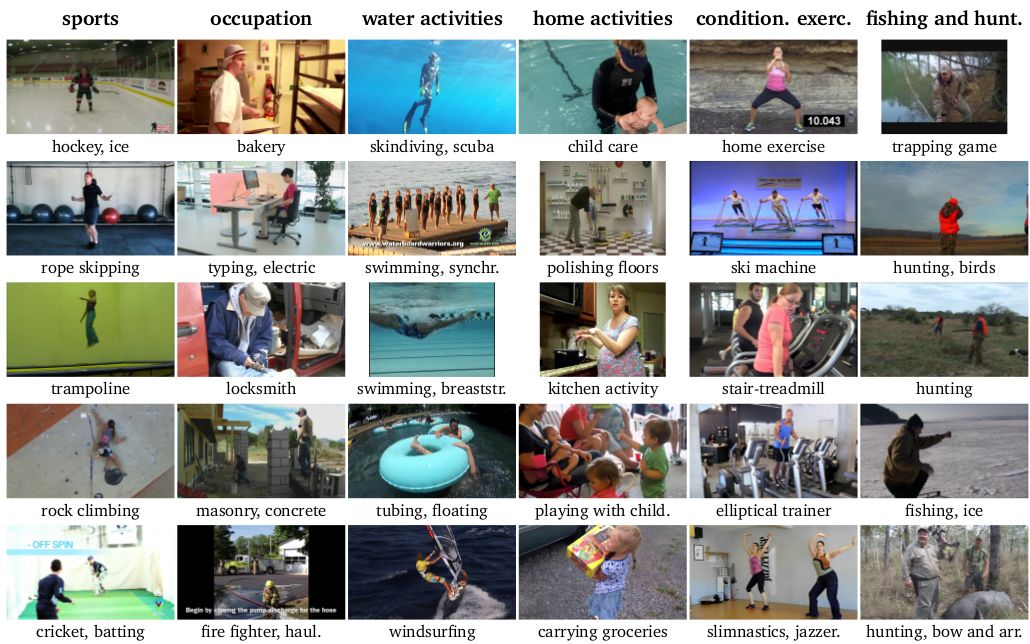 sports occupation water activities home activities condition. exerc. fishing and hunt.
10.043
hockey, ice bakery skindiving, scuba child care home exercise trapping game
www.waterboardwarriors.org
rope skipping typing, electric swimming, synchr. polishing floors ski machine hunting, birds
trampoline locksmith swimming, breaststr. kitchen activity stair-treadmill hunting
rock climbing masonry, concrete tubing, floating playing with child. elliptical trainer fishing, ice
- OFF SPIN
Begin by closing the pump discharge for the hose
cricket, batting fire fighter, haul. windsurfing carrying groceries slimnastics, jazzer. hunting, bow and arr.